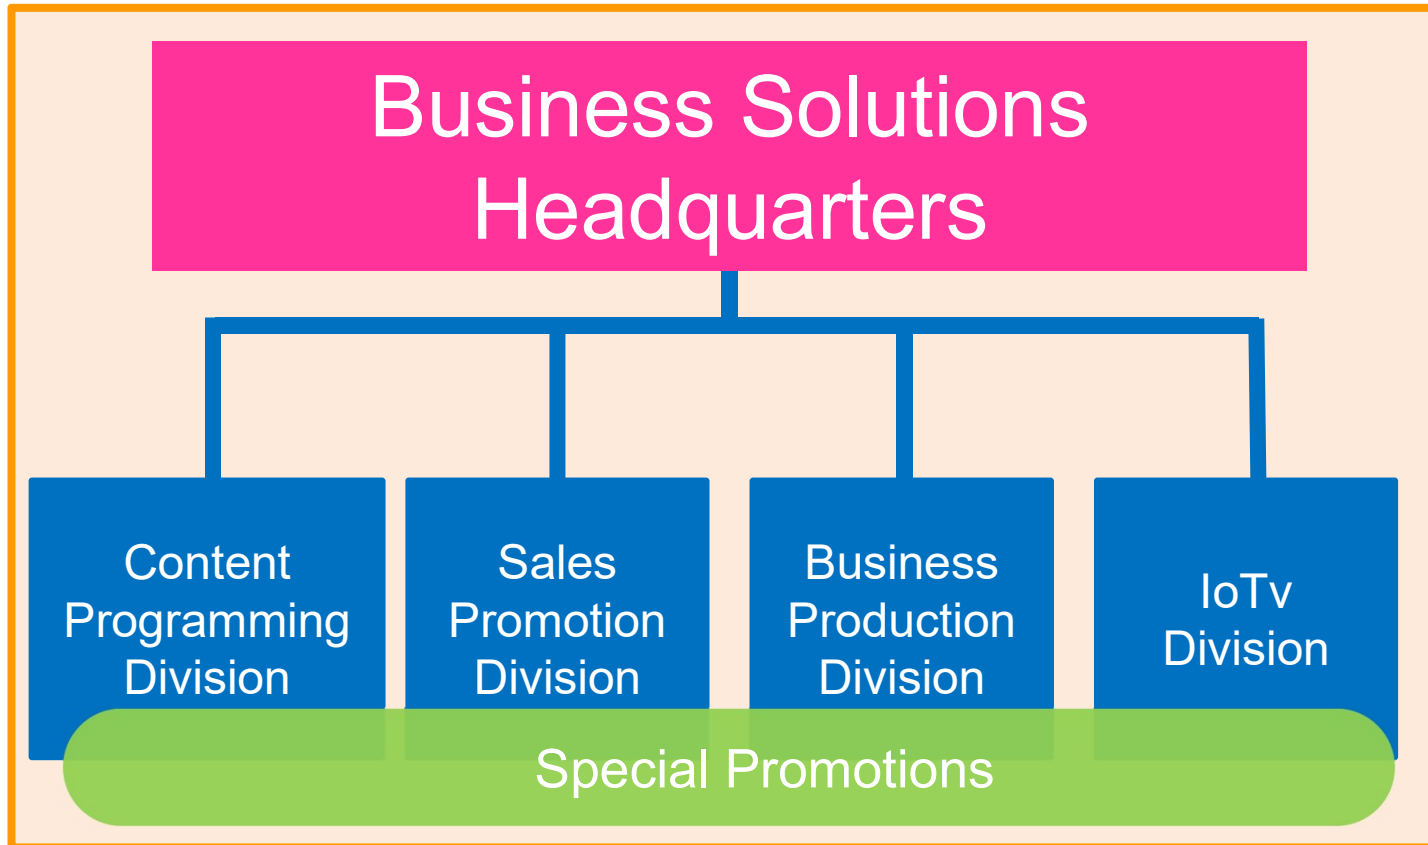 Business Solutions
Headquarters
Content
Programming
Division
Sales
Promotion
Division
Business
Production
Division
IoTv
Division
Special Promotions